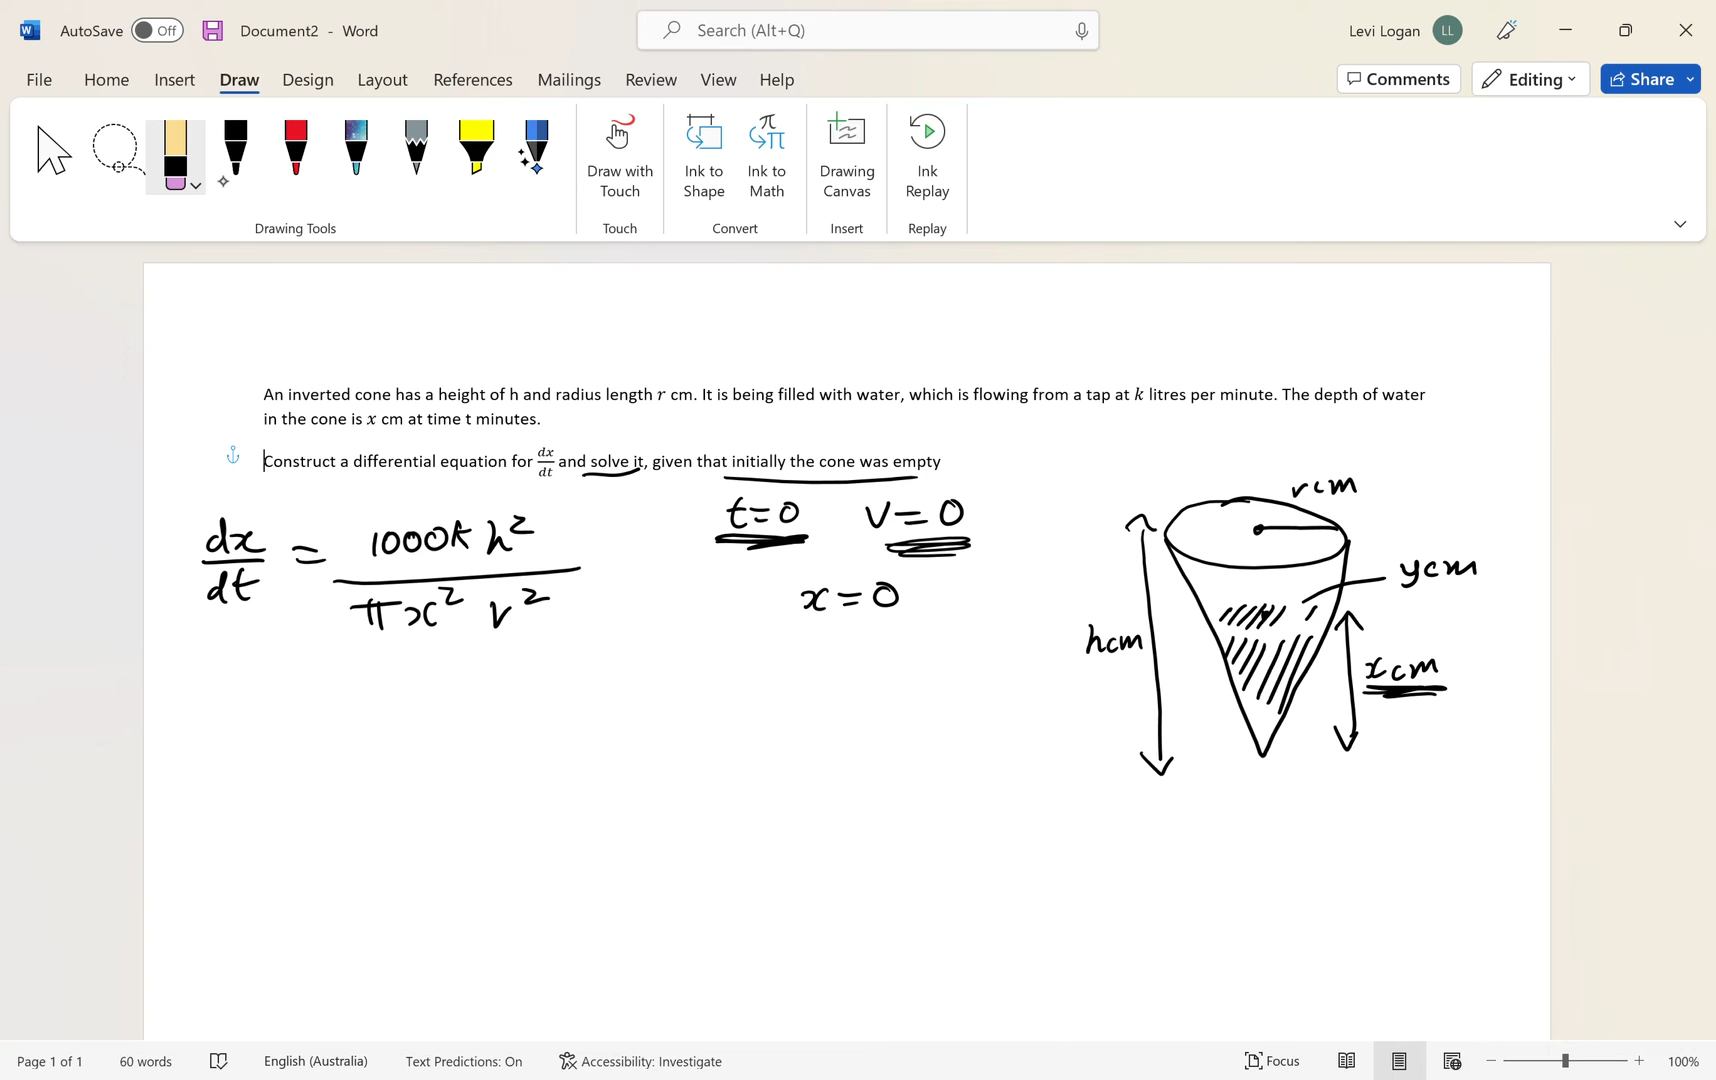 AutoSave Off Document2 - Word Search (Alt+Q) Levi Logan LL
File Home Insert Draw Design Layout References Mailings Review View Help Comments Editing Share
Draw with Touch
Ink to Shape
Ink to Math
Drawing Canvas
Ink Replay
Drawing Tools Touch Convert Insert Replay
An inverted cone has a height of h and radius length r cm. It is being filled with water, which is flowing from a tap at k litres per minute. The depth of water
in the cone is x cm at time t minutes.
Construct a differential equation for dx/dt and solve it, given that initially the cone was empty
dx/dt = 1000k h²/πx² r²
t=0 V=0
x=0
rcm
ycm
hcm
xcm
Page 1 of 1 60 words English (Australia) Text Predictions: On Accessibility: Investigate Focus 100%